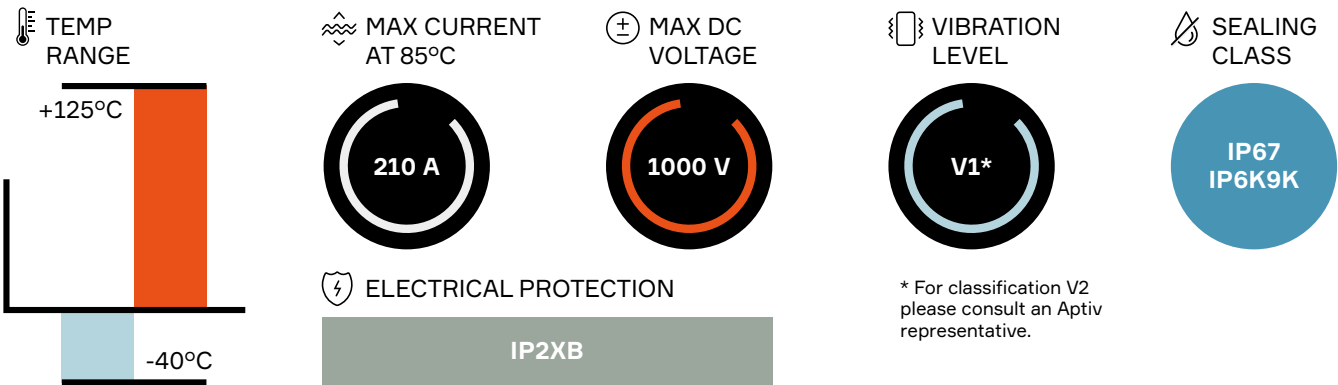 TEMP
RANGE
+125°C
-40°C
MAX CURRENT
AT 85°C
210 A
MAX DC
VOLTAGE
1000 V
ELECTRICAL PROTECTION
IP2XB
VIBRATION
LEVEL
V1*
* For classification V2
please consult an Aptiv
representative.
SEALING
CLASS
IP67
IP6K9K